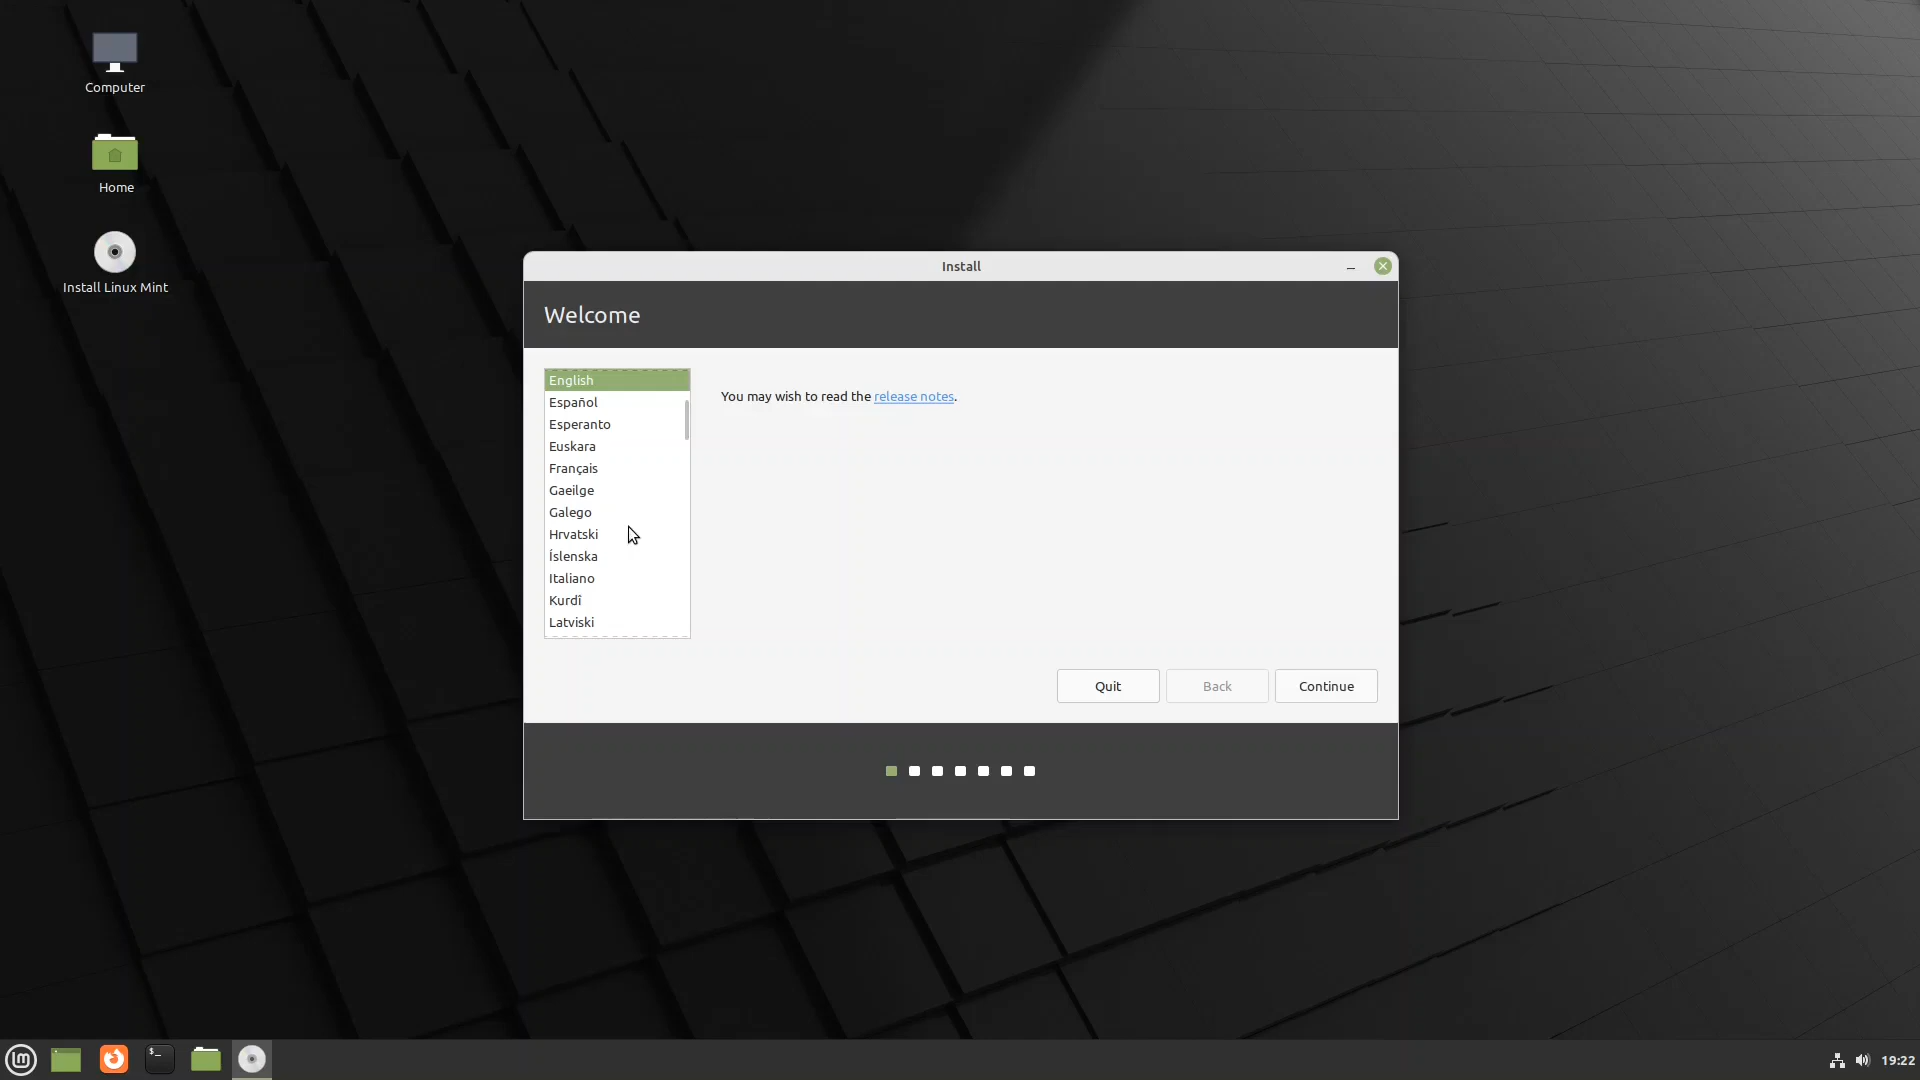 Computer
Home
Install Linux Mint
Install
Welcome
English
Español
Esperanto
Euskara
Français
Gaeilge
Galego
Hrvatski
Íslenska
Italiano
Kurdî
Latviski
You may wish to read the release notes.
Quit
Back
Continue
lm
$_
19:22